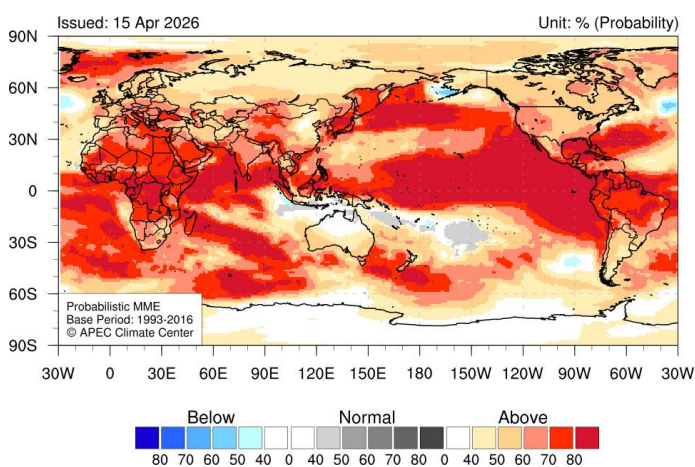 Issued: 15 Apr 2026 Unit: % (Probability)
90N
60N
30N
0
30S
60S
90S
Probabilistic MME
Base Period: 1993-2016
© APEC Climate Center
30W 0 30E 60E 90E 120E 150E 180 150W 120W 90W 60W 30W
Below Normal Above
80 70 60 50 40 0 40 50 60 70 80 0 40 50 60 70 80